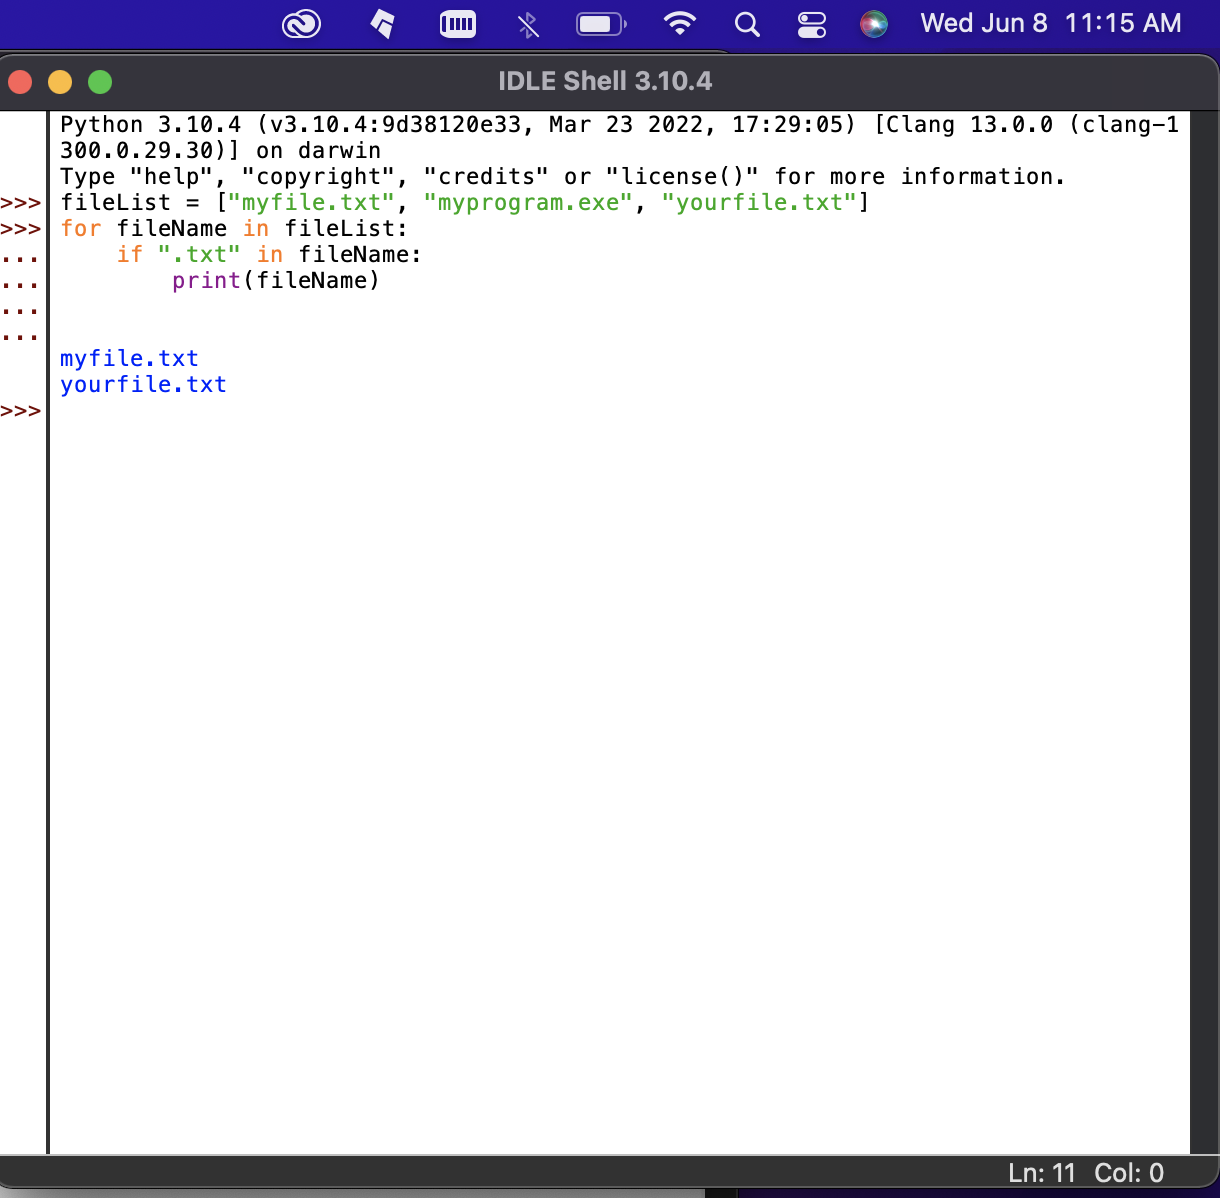 Wed Jun 8 11:15 AM
IDLE Shell 3.10.4
Python 3.10.4 (v3.10.4:9d38120e33, Mar 23 2022, 17:29:05) [Clang 13.0.0 (clang-1
300.0.29.30)] on darwin
Type "help", "copyright", "credits" or "license()" for more information.
>>> fileList = ["myfile.txt", "myprogram.exe", "yourfile.txt"]
>>> for fileName in fileList:
...     if ".txt" in fileName:
...         print(fileName)
...
...
myfile.txt
yourfile.txt
>>>
Ln: 11 Col: 0